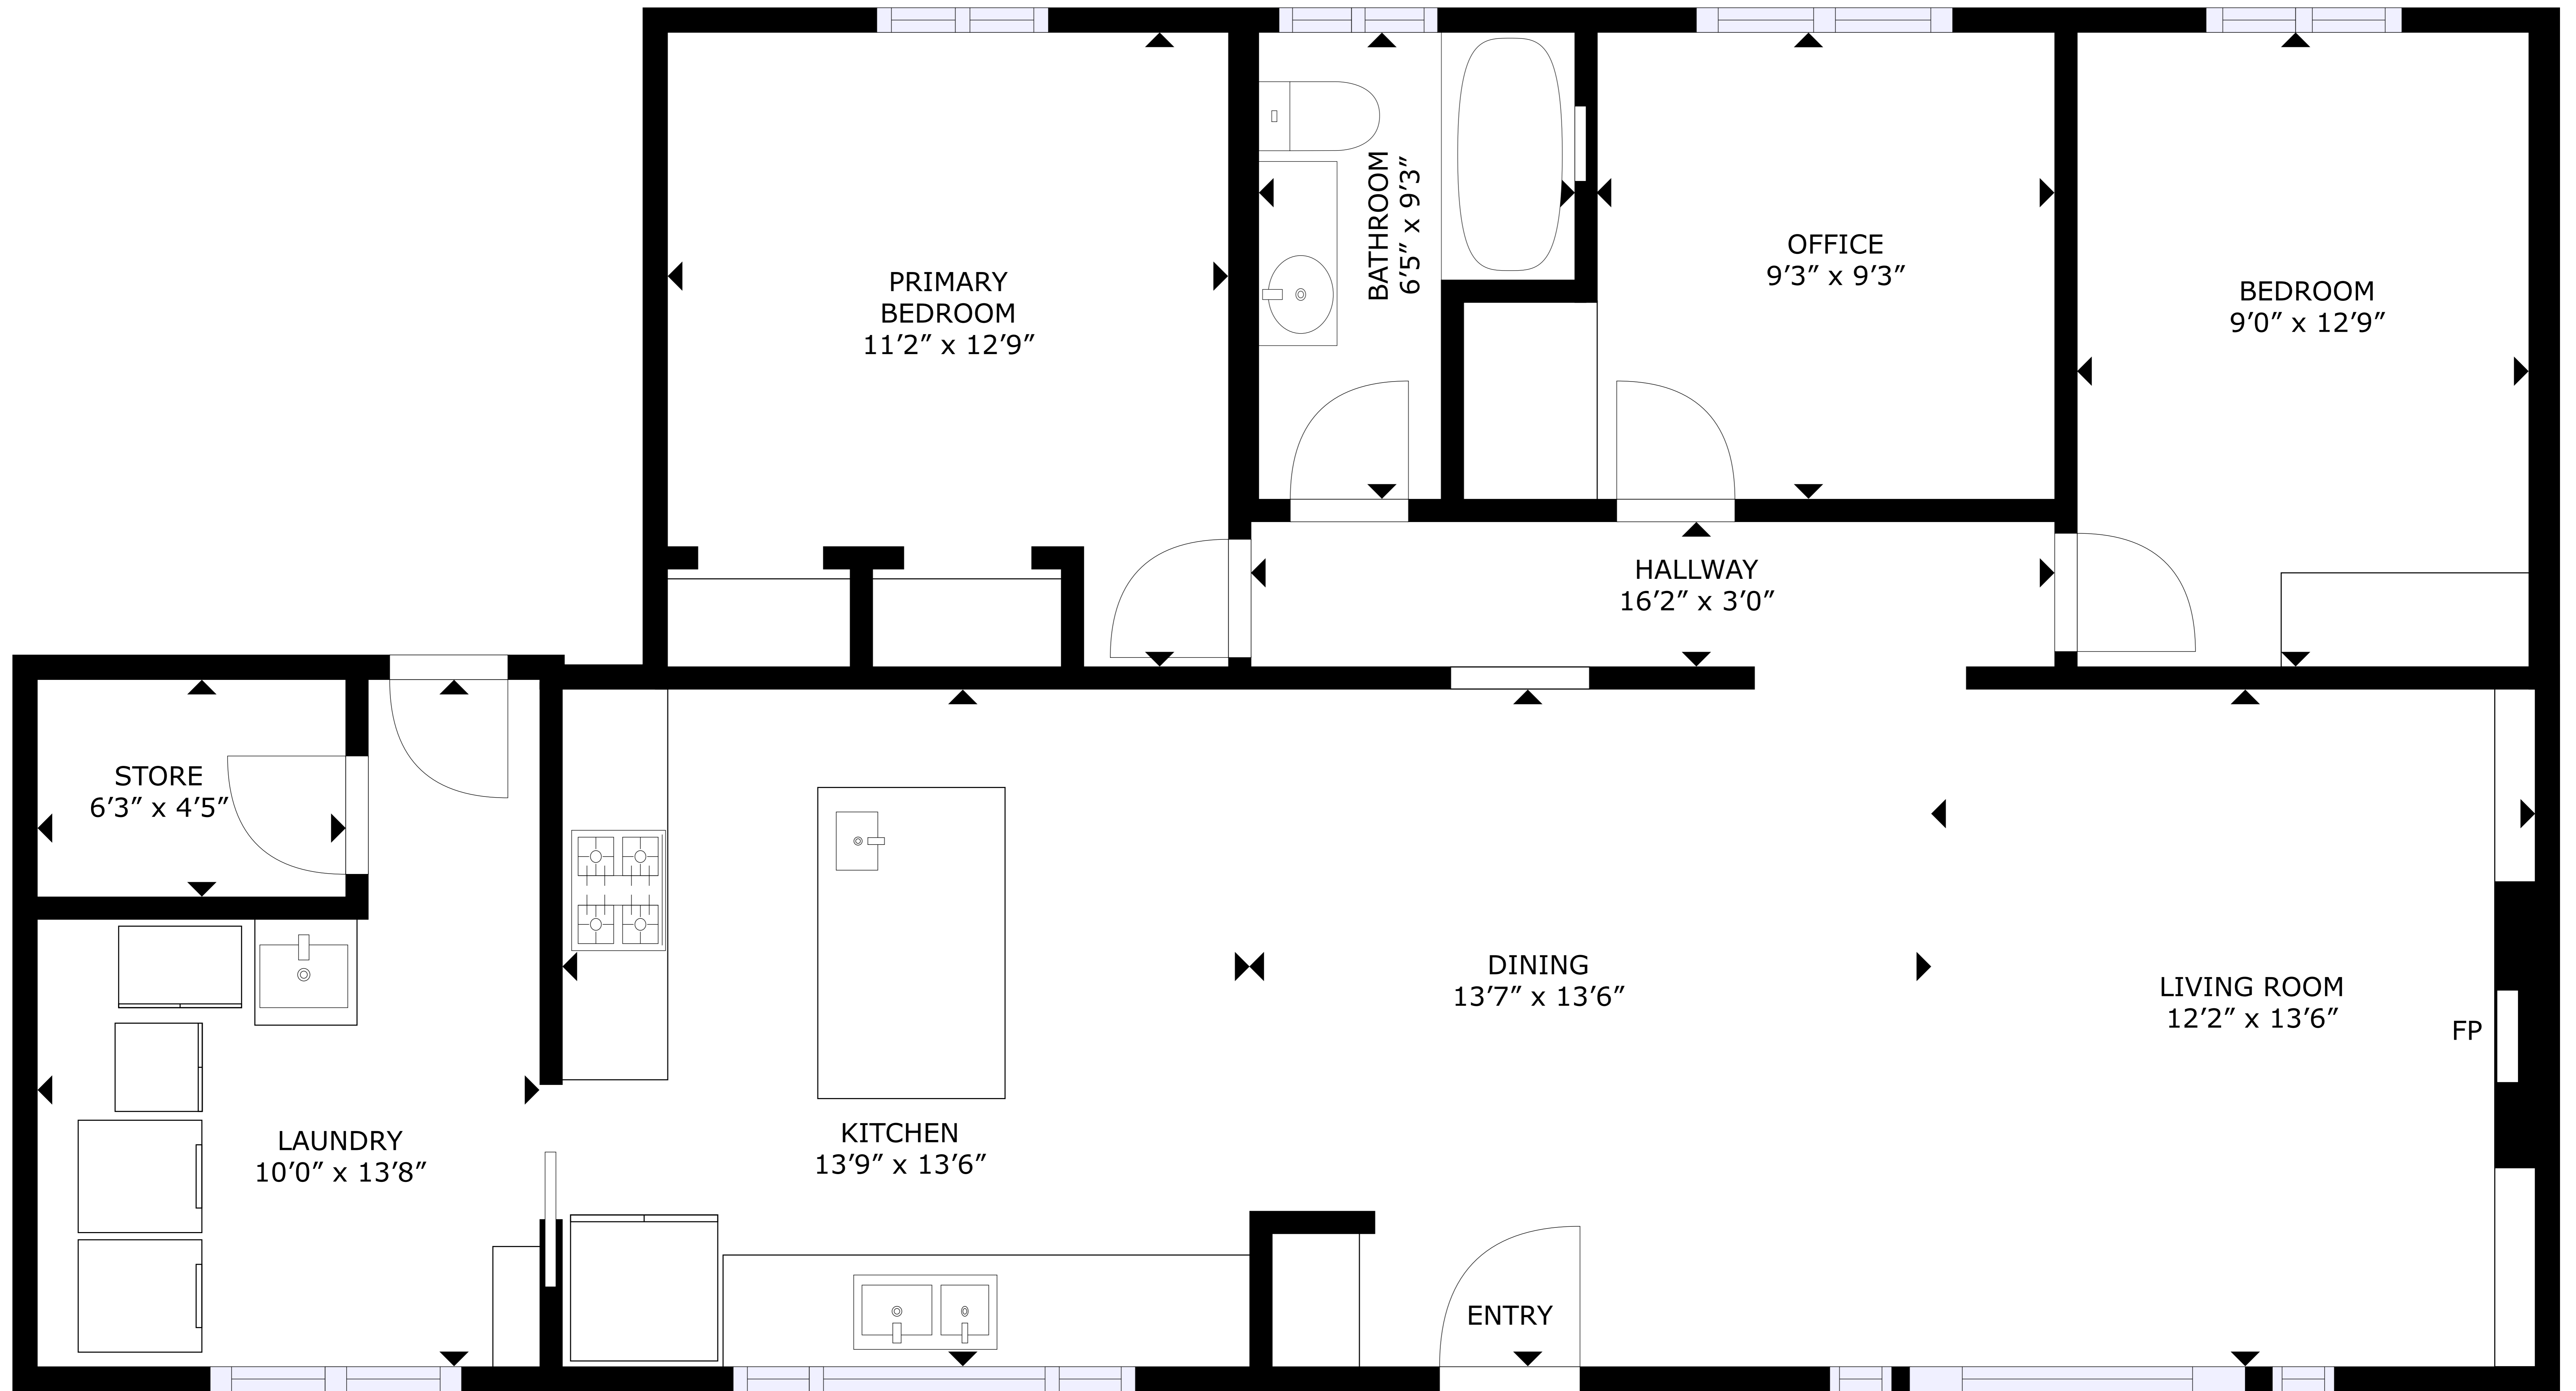 PRIMARY
BEDROOM
11’2” x 12’9”
BATHROOM
6’5” x 9’3”
OFFICE
9’3” x 9’3”
BEDROOM
9’0” x 12’9”
HALLWAY
16’2” x 3’0”
STORE
6’3” x 4’5”
LAUNDRY
10’0” x 13’8”
KITCHEN
13’9” x 13’6”
DINING
13’7” x 13’6”
LIVING ROOM
12’2” x 13’6”
FP
ENTRY